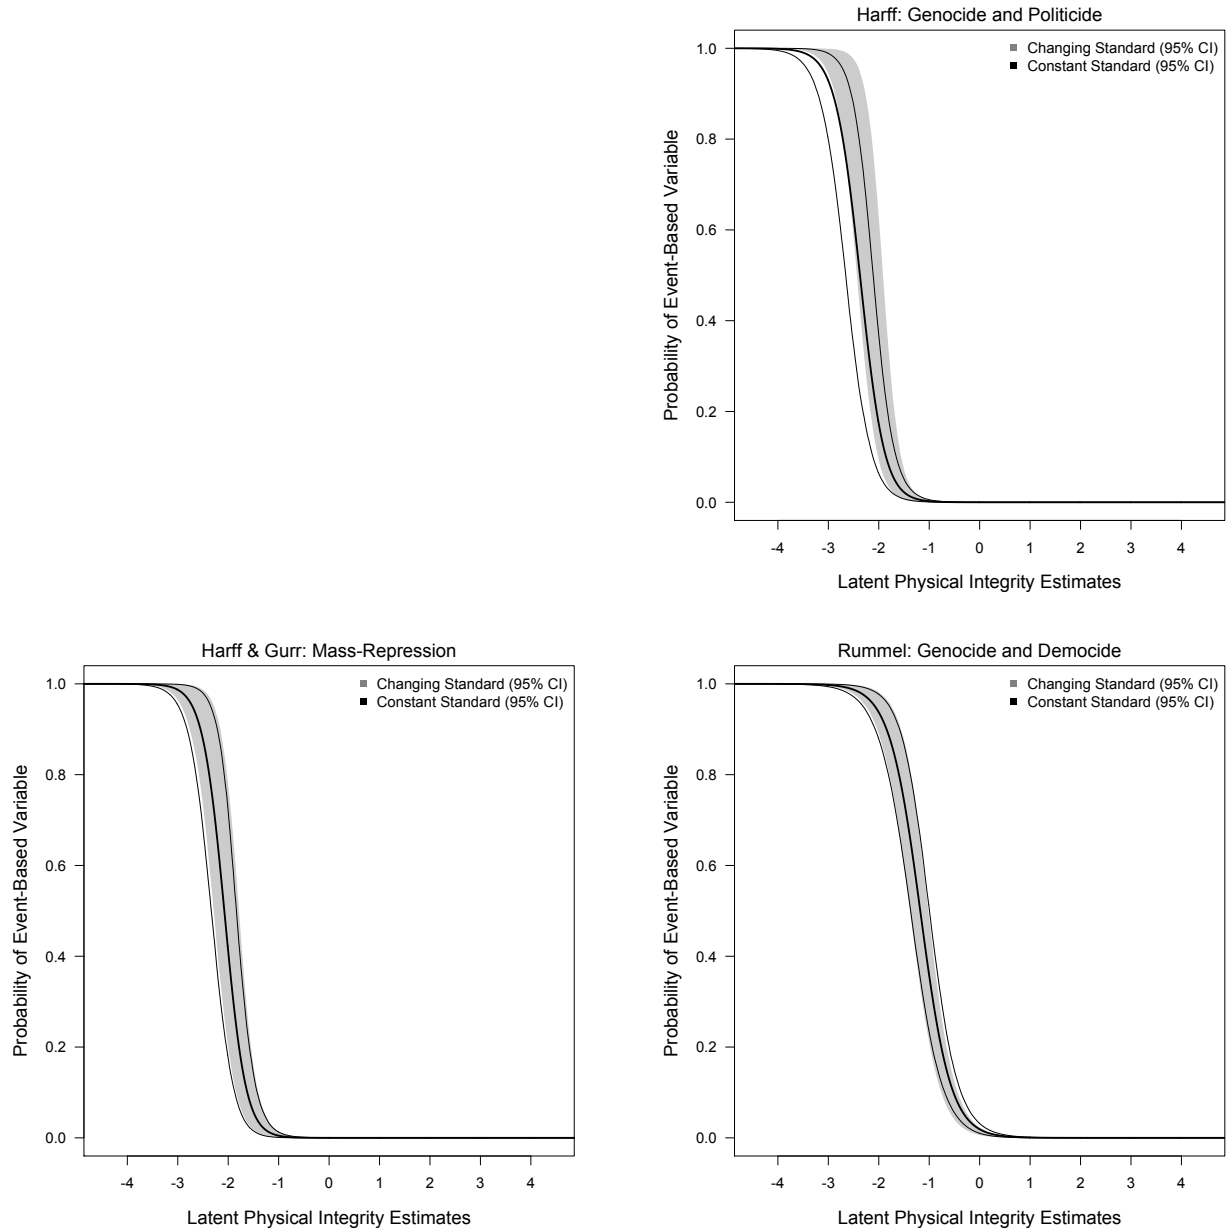 Harff: Genocide and Politicide
Changing Standard (95% CI)
Constant Standard (95% CI)
Probability of Event-Based Variable
1.0
0.8
0.6
0.4
0.2
0.0
-4 -3 -2 -1 0 1 2 3 4
Latent Physical Integrity Estimates
Harff & Gurr: Mass-Repression
Changing Standard (95% CI)
Constant Standard (95% CI)
Probability of Event-Based Variable
1.0
0.8
0.6
0.4
0.2
0.0
-4 -3 -2 -1 0 1 2 3 4
Latent Physical Integrity Estimates
Rummel: Genocide and Democide
Changing Standard (95% CI)
Constant Standard (95% CI)
Probability of Event-Based Variable
1.0
0.8
0.6
0.4
0.2
0.0
-4 -3 -2 -1 0 1 2 3 4
Latent Physical Integrity Estimates